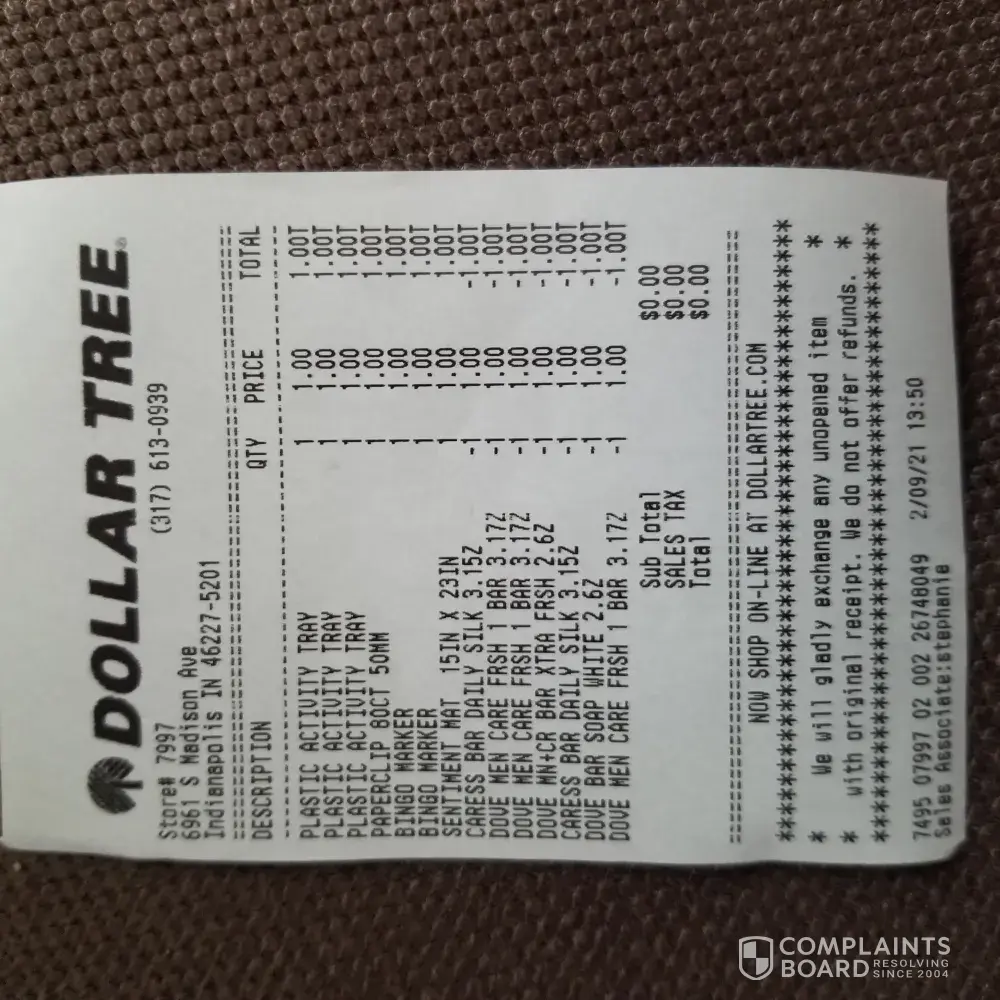 DOLLAR TREE®
Store# 7997 (317) 613-0939
6961 S Madison Ave
Indianapolis IN 46227-5201
DESCRIPTION QTY PRICE TOTAL
PLASTIC ACTIVITY TRAY 1 1.00 1.00T
PLASTIC ACTIVITY TRAY 1 1.00 1.00T
PLASTIC ACTIVITY TRAY 1 1.00 1.00T
PAPERCLIP 80CT 50MM 1 1.00 1.00T
BINGO MARKER 1 1.00 1.00T
BINGO MARKER 1 1.00 1.00T
SENTIMENT MAT 15IN X 23IN 1 1.00 1.00T
CARESS BAR DAILY SILK 3.15Z -1 1.00 -1.00T
DOVE MEN CARE FRSH 1 BAR 3.17Z -1 1.00 -1.00T
DOVE MEN CARE FRSH 1 BAR 3.17Z -1 1.00 -1.00T
DOVE MN+CR BAR XTRA FRSH 2.6Z -1 1.00 -1.00T
CARESS BAR DAILY SILK 3.15Z -1 1.00 -1.00T
DOVE BAR SOAP WHITE 2.6Z -1 1.00 -1.00T
DOVE MEN CARE FRSH 1 BAR 3.17Z -1 1.00 -1.00T
Sub Total $0.00
SALES TAX $0.00
Total $0.00
NOW SHOP ON-LINE AT DOLLARTREE.COM
* We will gladly exchange any unopened item *
* with original receipt. We do not offer refunds. *
7495 07997 02 002 26748049 2/09/21 13:50
Sales Associate:stephanie
COMPLAINTS
BOARD RESOLVING
SINCE 2004